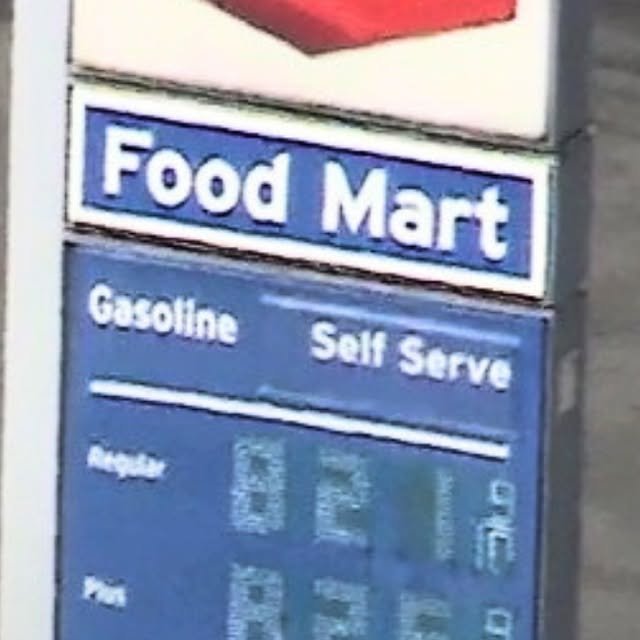 Food Mart
Gasoline Self Serve
Regular
Plus